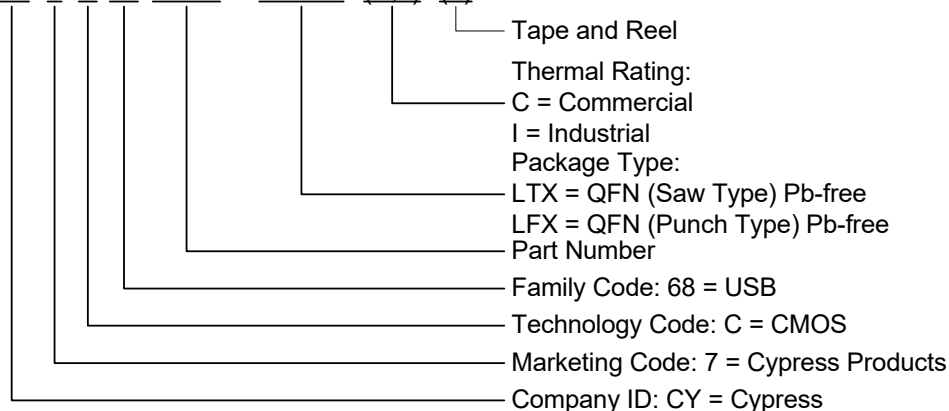 Tape and Reel
Thermal Rating:
C = Commercial
I = Industrial
Package Type:
LTX = QFN (Saw Type) Pb-free
LFX = QFN (Punch Type) Pb-free
Part Number
Family Code: 68 = USB
Technology Code: C = CMOS
Marketing Code: 7 = Cypress Products
Company ID: CY = Cypress